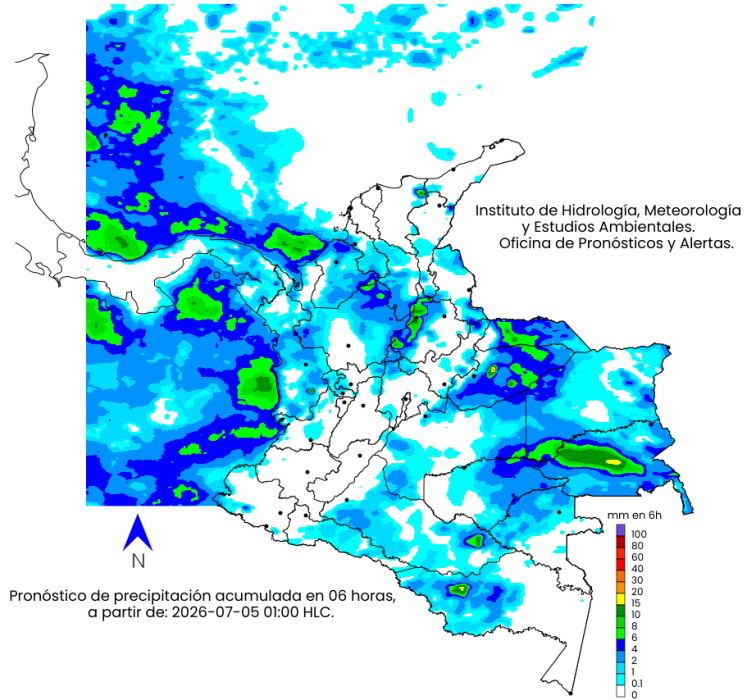 Instituto de Hidrología, Meteorología
y Estudios Ambientales.
Oficina de Pronósticos y Alertas.
N
mm en 6h
100
80
60
40
30
20
15
10
8
6
4
2
1
0.1
0
Pronóstico de precipitación acumulada en 06 horas,
a partir de: 2026-07-05 01:00 HLC.